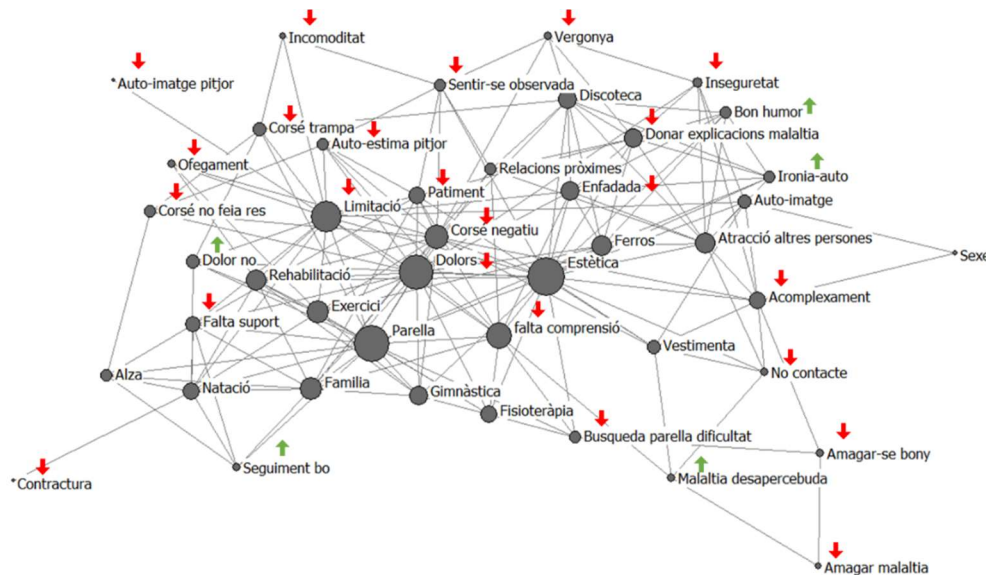 Incomoditat
Vergonya
*Auto-imatge pitjor
Sentir-se observada
Inseguretat
Discoteca
Bon humor
Corsé trampa
Donar explicacions malaltia
Auto-estima pitjor
Ofegament
Relacions pròximes
Ironia-auto
Patiment
Enfadada
Limitació
Auto-imatge
Corsé no feia res
Corsé negatiu
Ferros
Atracció altres persones
Sexe
Dolor no
Dolors
Estètica
Rehabilitació
Acomplexament
Exercici
Falta suport
Parella
falta comprensió
Vestimenta
Alza
No contacte
Natació
Familia
Gimnàstica
Fisioteràpia
Busqueda parella dificultat
Amagar-se bony
Seguiment bo
Malaltia desapercebuda
*Contractura
Amagar malaltia